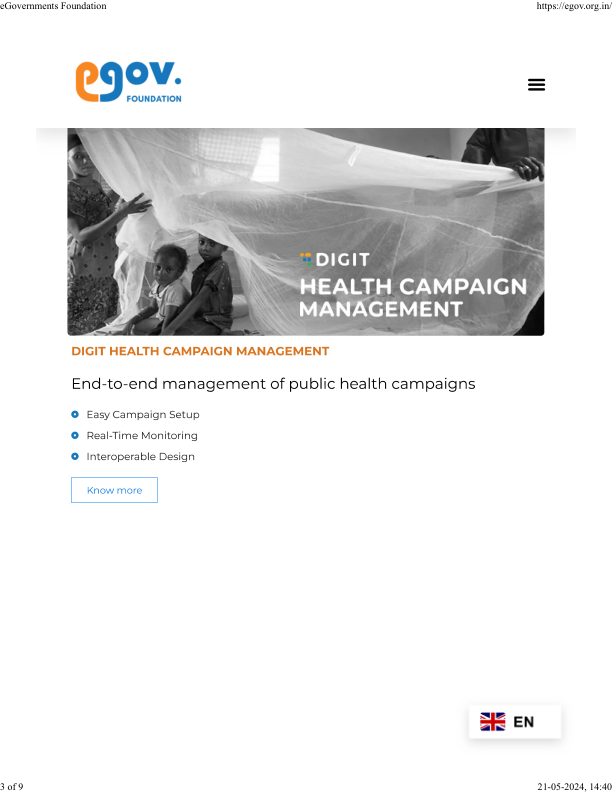 eGovernments Foundation
https://egov.org.in/
egov.
FOUNDATION
DIGIT
HEALTH CAMPAIGN
MANAGEMENT
DIGIT HEALTH CAMPAIGN MANAGEMENT
End-to-end management of public health campaigns
Easy Campaign Setup
Real-Time Monitoring
Interoperable Design
Know more
EN
3 of 9
21-05-2024, 14:40